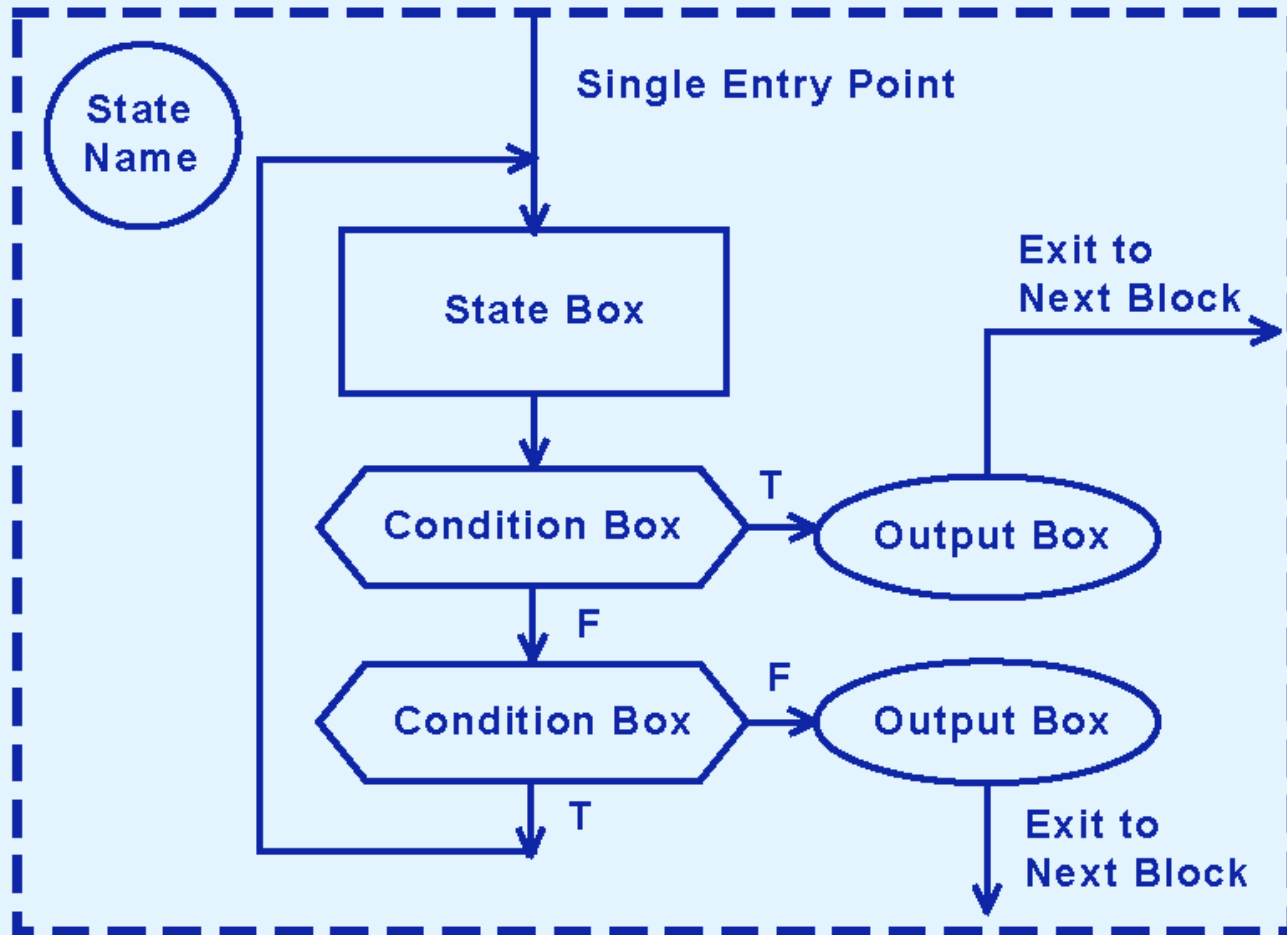 State
Name
Single Entry Point
State Box
Exit to
Next Block
Condition Box
T
Output Box
F
Condition Box
F
Output Box
T
Exit to
Next Block